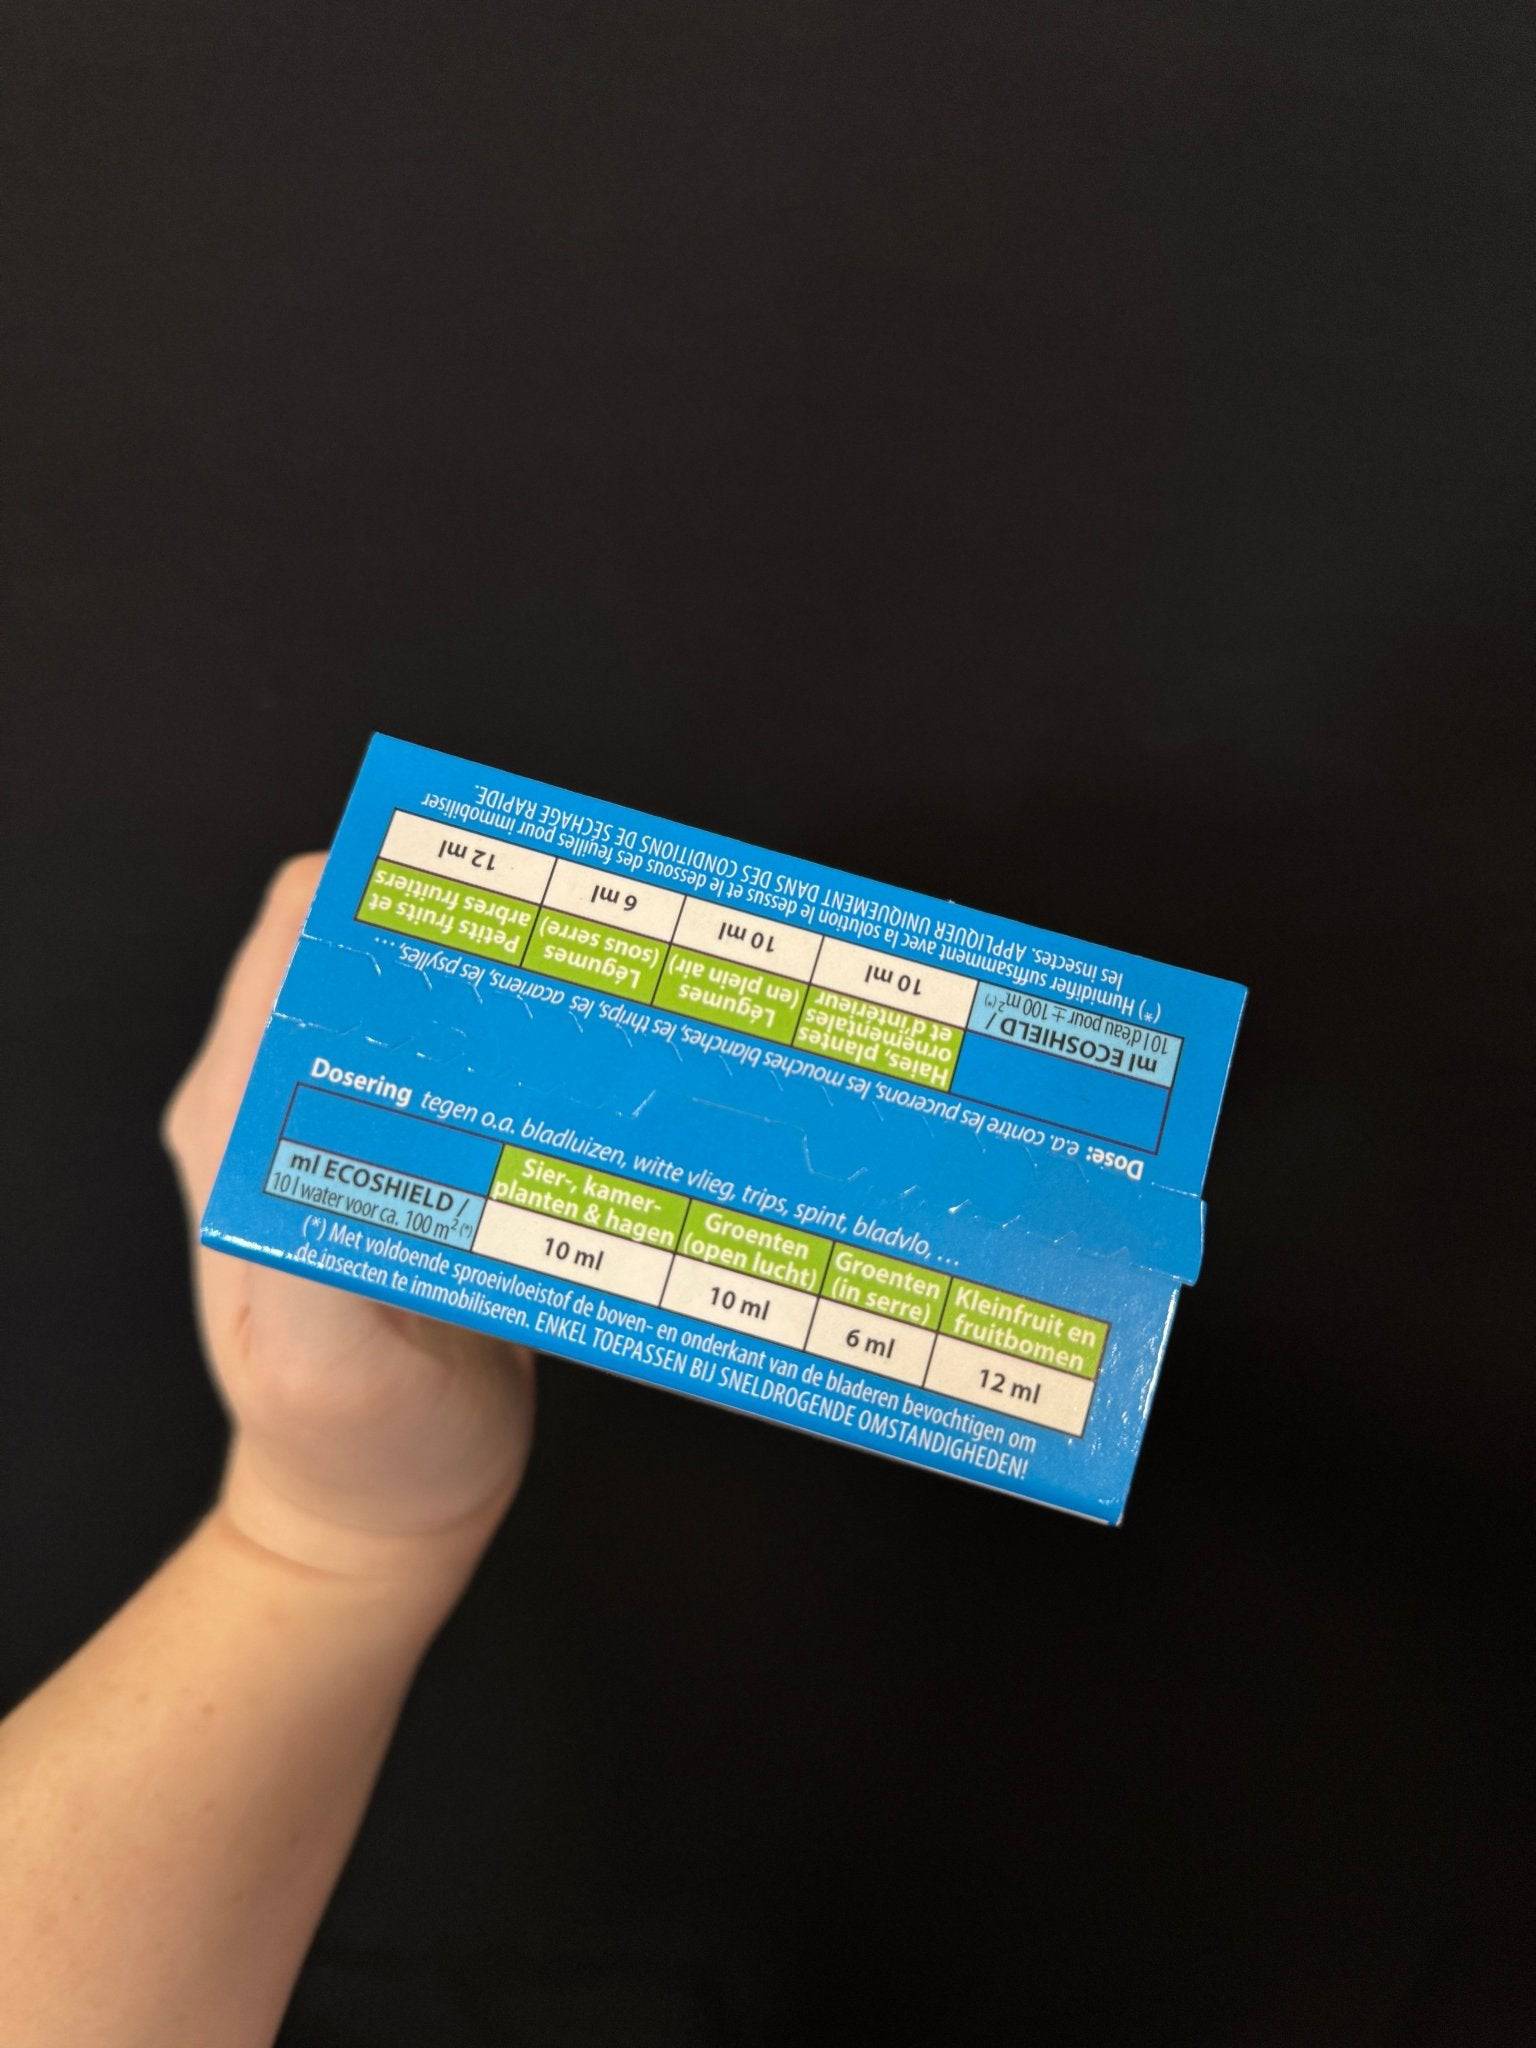 Dosering tegen o.a. bladluizen, witte vlieg, trips, spint, bladvlo, ...
Sier-, kamer-
planten & hagen
Groenten
(open lucht)
Groenten
(in serre)
Kleinfruit en
fruitbomen
ml ECOSHIELD /
10 l water voor ca. 100 m² (*)
10 ml
10 ml
6 ml
12 ml
(*) Met voldoende sproeivloeistof de boven- en onderkant van de bladeren bevochtigen om
de insecten te immobiliseren. ENKEL TOEPASSEN BIJ SNELDROGENDE OMSTANDIGHEDEN!
Dose: e.a contre les pucerons, les mouches blanches, les thrips, les acariens, les psylles, ...
Haies, plantes
ornementales
et d'intérieur
Légumes
(en plein air)
Légumes
(sous serre)
Petits fruits et
arbres fruitiers
ml ECOSHIELD /
10 l d'eau pour ± 100 m² (*)
10 ml
10 ml
6 ml
12 ml
(*) Humidifier suffisamment avec la solution le dessus et le dessous des feuilles pour immobiliser
les insectes. APPLIQUER UNIQUEMENT DANS DES CONDITIONS DE SÉCHAGE RAPIDE.